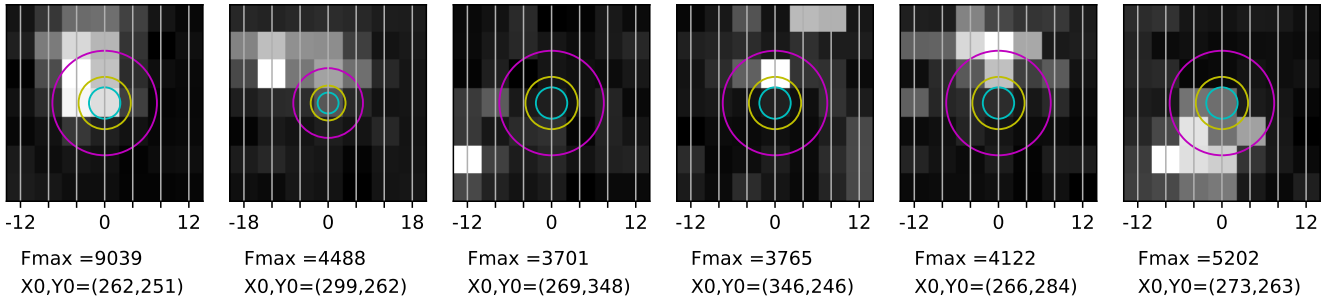 -12 0 12 -18 0 18 -12 0 12 -12 0 12 -12 0 12 -12 0 12
Fmax =9039 Fmax =4488 Fmax =3701 Fmax =3765 Fmax =4122 Fmax =5202
X0,Y0=(262,251) X0,Y0=(299,262) X0,Y0=(269,348) X0,Y0=(346,246) X0,Y0=(266,284) X0,Y0=(273,263)